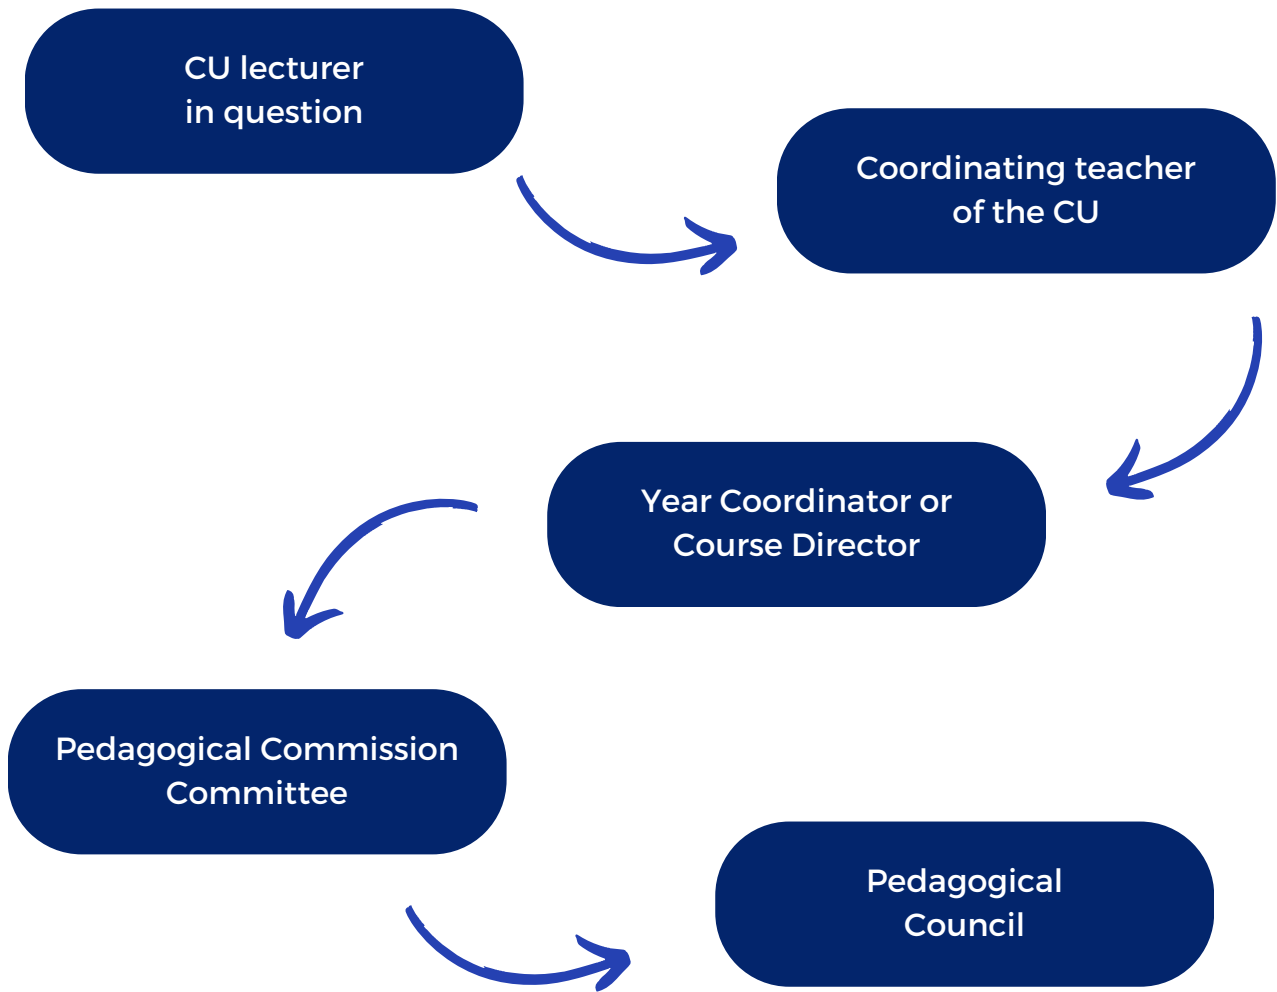 CU lecturer
in question
Coordinating teacher
of the CU
Year Coordinator or
Course Director
Pedagogical Commission
Committee
Pedagogical
Council